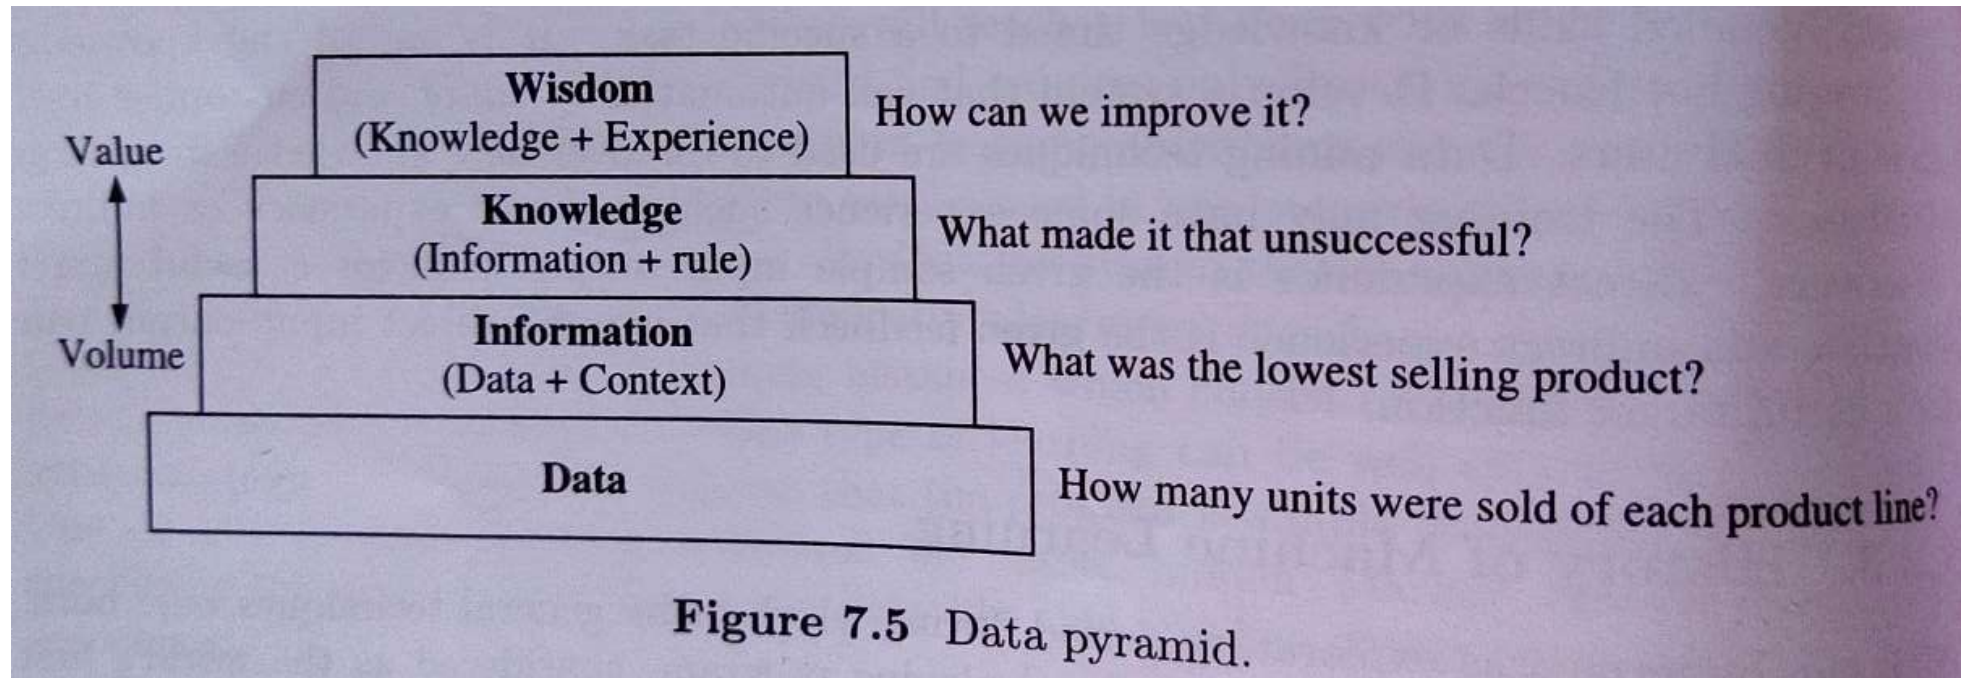 Wisdom
(Knowledge + Experience)
How can we improve it?
Value
Knowledge
(Information + rule)
What made it that unsuccessful?
Volume
Information
(Data + Context)
What was the lowest selling product?
Data
How many units were sold of each product line?
Figure 7.5 Data pyramid.